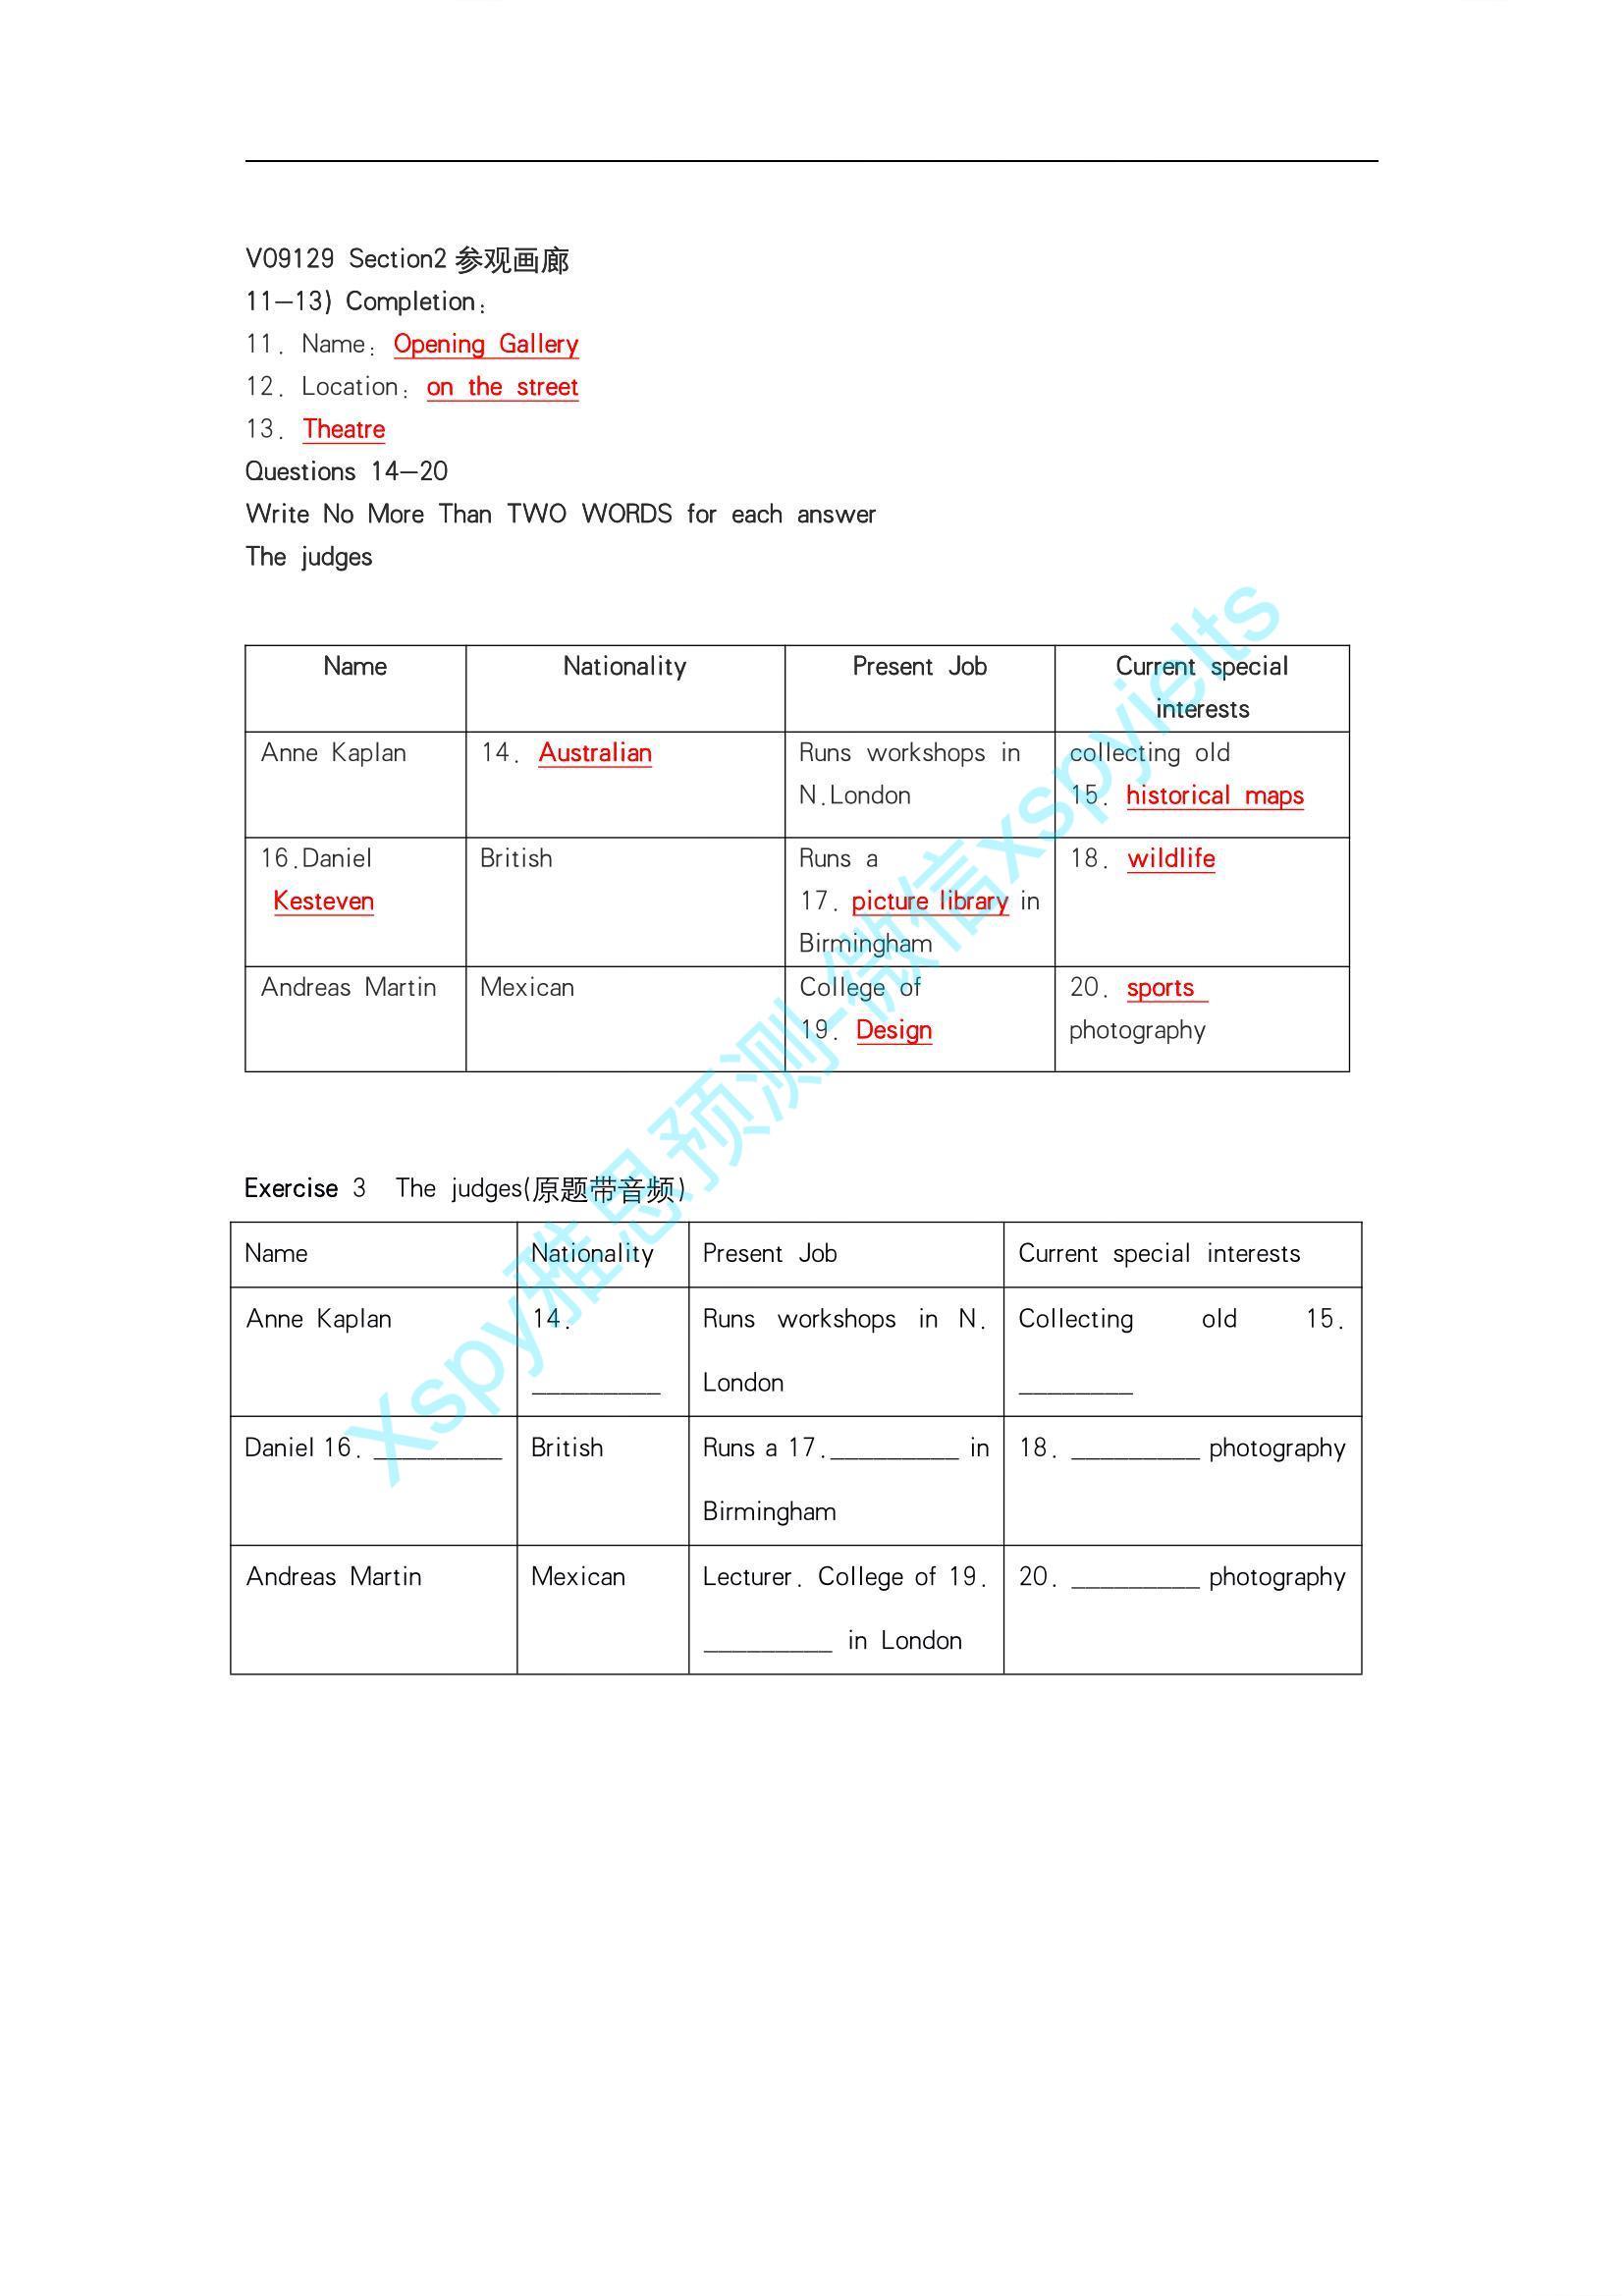 V09129 Section2 参观画廊
11—13) Completion:
11. Name: Opening Gallery
12. Location: on the street
13. Theatre
Questions 14—20
Write No More Than TWO WORDS for each answer
The judges
Name Nationality Present Job Current special
interests
Anne Kaplan 14. Australian Runs workshops in collecting old
N.London 15. historical maps
16.Daniel British Runs a 18. wildlife
Kesteven 17. picture library in
Birmingham
Andreas Martin Mexican College of 20. sports
19. Design photography
Exercise 3 The judges(原题带音频)
Name Nationality Present Job Current special interests
Anne Kaplan 14. Runs workshops in N. Collecting old 15.
_________ London ________
Daniel 16. _________ British Runs a 17._________ in 18. _________ photography
Birmingham
Andreas Martin Mexican Lecturer. College of 19. 20. _________ photography
_________ in London
Xspy雅思预测-微信xspyielts